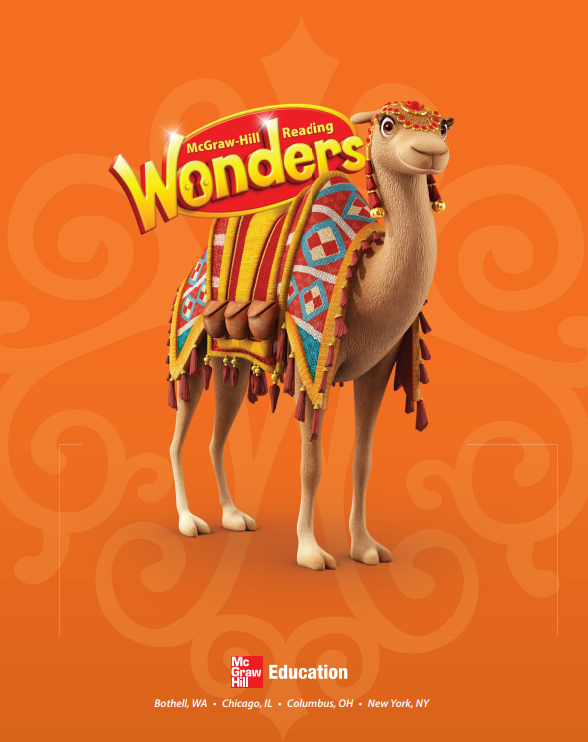 McGraw-Hill Reading
Wonders
Mc
Graw
Hill
Education
Bothell, WA • Chicago, IL • Columbus, OH • New York, NY